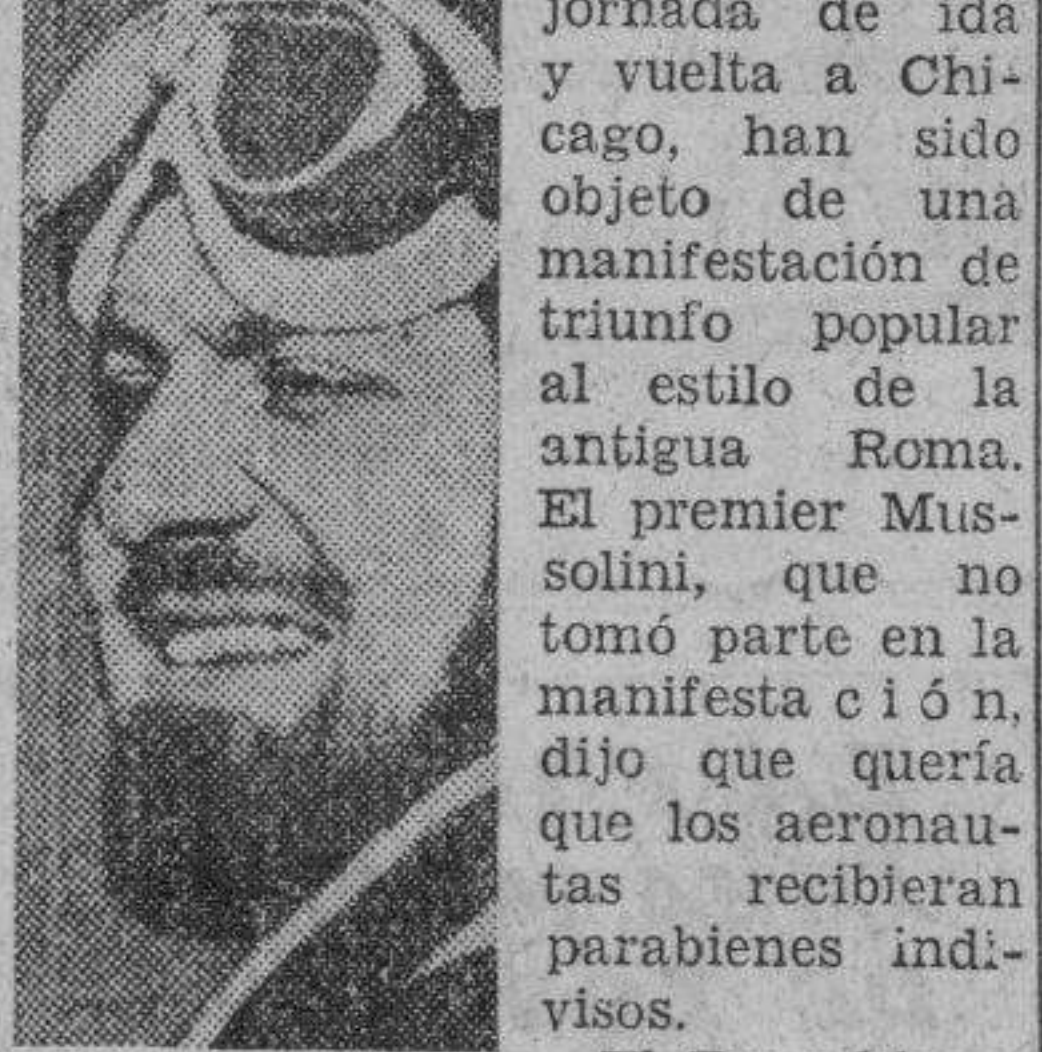 jornada de ida
y vuelta a Chi-
cago, han sido
objeto de una
manifestación de
triunfo popular
al estilo de la
antigua Roma.
El premier Mus-
solini, que no
tomó parte en la
manifesta c i ó n,
dijo que quería
que los aeronau-
tas recibieran
parabienes indi-
visos.